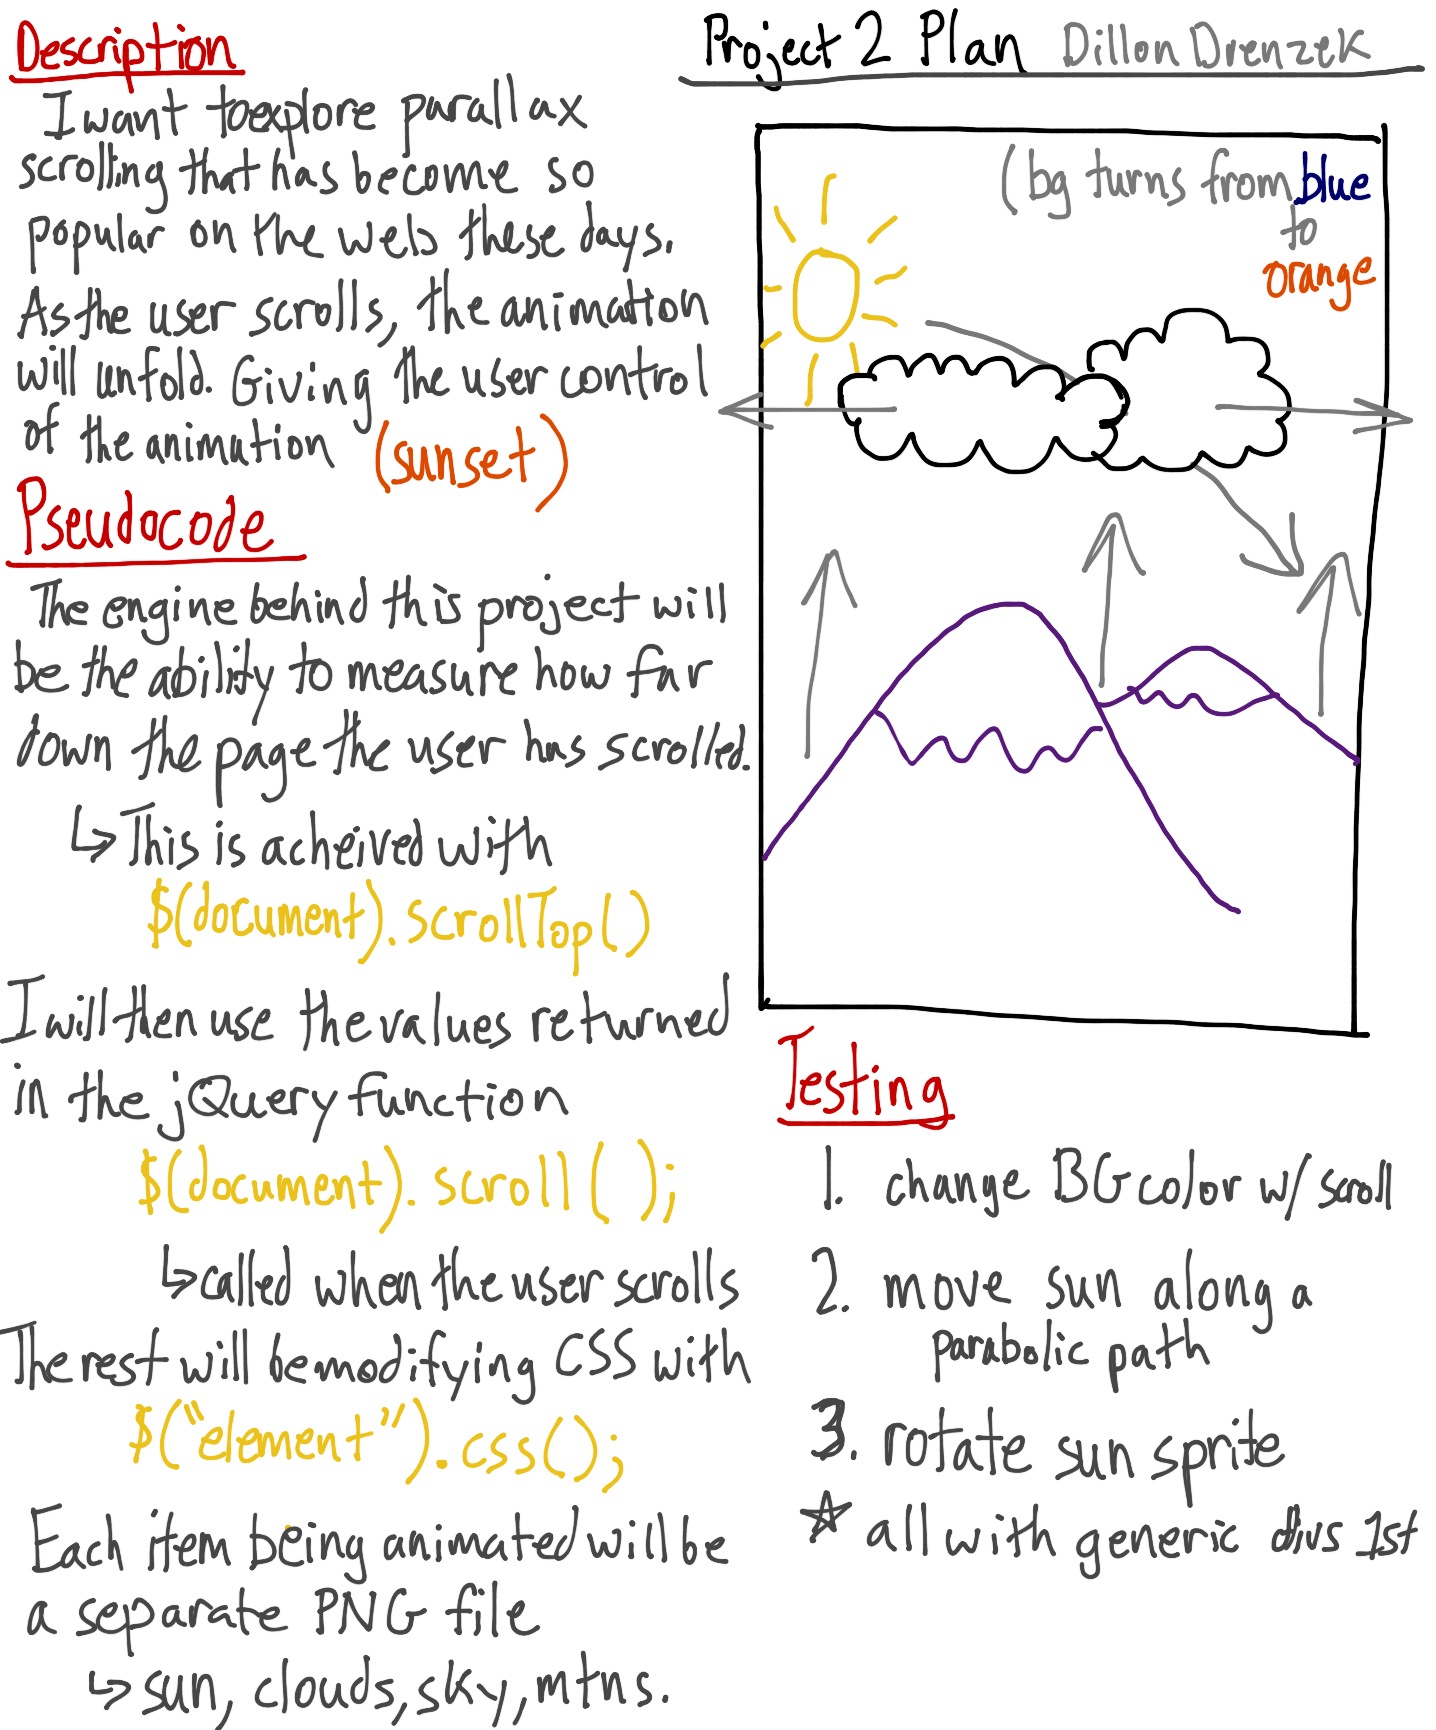 Project 2 Plan Dillon Drenzek
Description
I want to explore parallax
scrolling that has become so
popular on the web these days.
As the user scrolls, the animation
will unfold. Giving the user control
of the animation (sunset)
Pseudocode
The engine behind this project will
be the ability to measure how far
down the page the user has scrolled.
↳ This is acheived with
$(document).scrollTop()
I will then use the values returned
in the jQuery function
$(document).scroll( );
↳ called when the user scrolls
The rest will be modifying CSS with
$("element").css();
Each item being animated will be
a separate PNG file
↳ sun, clouds, sky, mtns.
(bg turns from blue
to
orange
Testing
1. change BG color w/ scroll
2. move sun along a
parabolic path
3. rotate sun sprite
☆ all with generic divs 1st